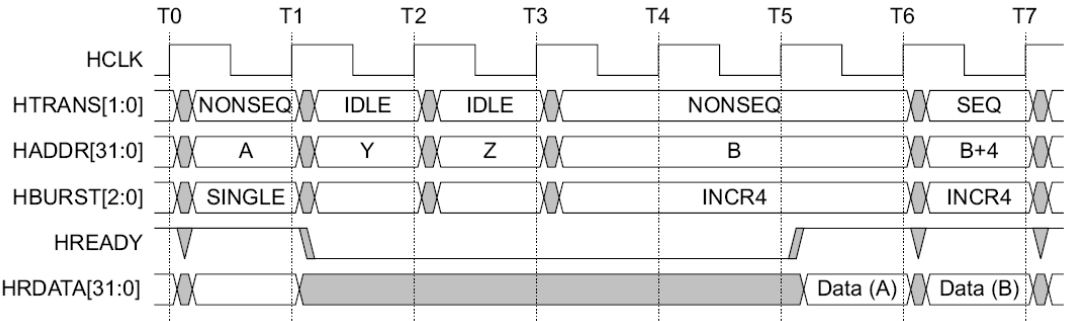 T0 T1 T2 T3 T4 T5 T6 T7
HCLK
HTRANS[1:0] NONSEQ IDLE IDLE NONSEQ SEQ
HADDR[31:0] A Y Z B B+4
HBURST[2:0] SINGLE INCR4 INCR4
HREADY
HRDATA[31:0] Data (A) Data (B)